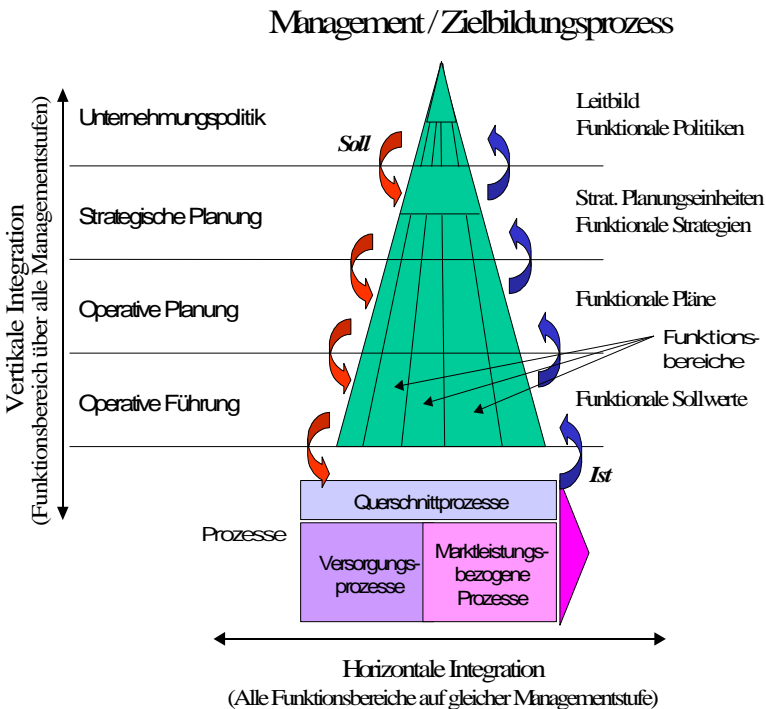 Management / Zielbildungsprozess
Unternehmungspolitik
Leitbild
Funktionale Politiken
Soll
Strategische Planung
Strat. Planungseinheiten
Funktionale Strategien
Operative Planung
Funktionale Pläne
Funktions-
bereiche
Operative Führung
Funktionale Sollwerte
Ist
Vertikale Integration
(Funktionsbereich über alle Managementstufen)
Querschnittprozesse
Prozesse
Versorgungs-
prozesse
Marktleistungs-
bezogene
Prozesse
Horizontale Integration
(Alle Funktionsbereiche auf gleicher Managementstufe)